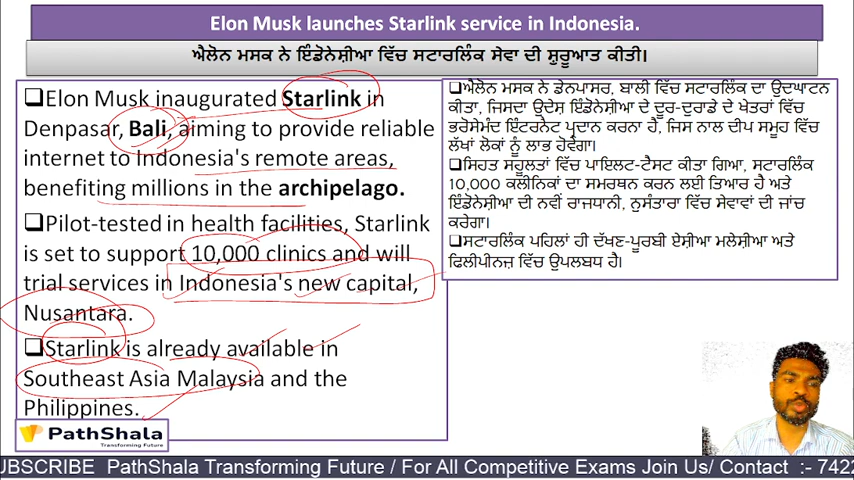 Elon Musk launches Starlink service in Indonesia.
ਐਲੋਨ ਮਸਕ ਨੇ ਇੰਡੋਨੇਸ਼ੀਆ ਵਿੱਚ ਸਟਾਰਲਿੰਕ ਸੇਵਾ ਦੀ ਸ਼ੁਰੂਆਤ ਕੀਤੀ।
❑Elon Musk inaugurated Starlink in
Denpasar, Bali, aiming to provide reliable
internet to Indonesia's remote areas,
benefiting millions in the archipelago.
❑Pilot-tested in health facilities, Starlink
is set to support 10,000 clinics and will
trial services in Indonesia's new capital,
Nusantara.
❑Starlink is already available in
Southeast Asia Malaysia and the
Philippines.
❑ਐਲੋਨ ਮਸਕ ਨੇ ਡੇਨਪਾਸਰ, ਬਾਲੀ ਵਿੱਚ ਸਟਾਰਲਿੰਕ ਦਾ ਉਦਘਾਟਨ
ਕੀਤਾ, ਜਿਸਦਾ ਉਦੇਸ਼ ਇੰਡੋਨੇਸ਼ੀਆ ਦੇ ਦੂਰ-ਦੁਰਾਡੇ ਦੇ ਖੇਤਰਾਂ ਵਿੱਚ
ਭਰੋਸੇਮੰਦ ਇੰਟਰਨੈਟ ਪ੍ਰਦਾਨ ਕਰਨਾ ਹੈ, ਜਿਸ ਨਾਲ ਦੀਪ ਸਮੂਹ ਵਿੱਚ
ਲੱਖਾਂ ਲੋਕਾਂ ਨੂੰ ਲਾਭ ਹੋਵੇਗਾ।
❑ਸਿਹਤ ਸਹੂਲਤਾਂ ਵਿੱਚ ਪਾਇਲਟ-ਟੈਸਟ ਕੀਤਾ ਗਿਆ, ਸਟਾਰਲਿੰਕ
10,000 ਕਲੀਨਿਕਾਂ ਦਾ ਸਮਰਥਨ ਕਰਨ ਲਈ ਤਿਆਰ ਹੈ ਅਤੇ
ਇੰਡੋਨੇਸ਼ੀਆ ਦੀ ਨਵੀਂ ਰਾਜਧਾਨੀ, ਨੁਸੰਤਾਰਾ ਵਿੱਚ ਸੇਵਾਵਾਂ ਦੀ ਜਾਂਚ
ਕਰੇਗਾ।
❑ਸਟਾਰਲਿੰਕ ਪਹਿਲਾਂ ਹੀ ਦੱਖਣ-ਪੂਰਬੀ ਏਸ਼ੀਆ ਮਲੇਸ਼ੀਆ ਅਤੇ
ਫਿਲੀਪੀਨਜ਼ ਵਿੱਚ ਉਪਲਬਧ ਹੈ।
PathShala
Transforming Future
UBSCRIBE PathShala Transforming Future / For All Competitive Exams Join Us/ Contact :- 7422